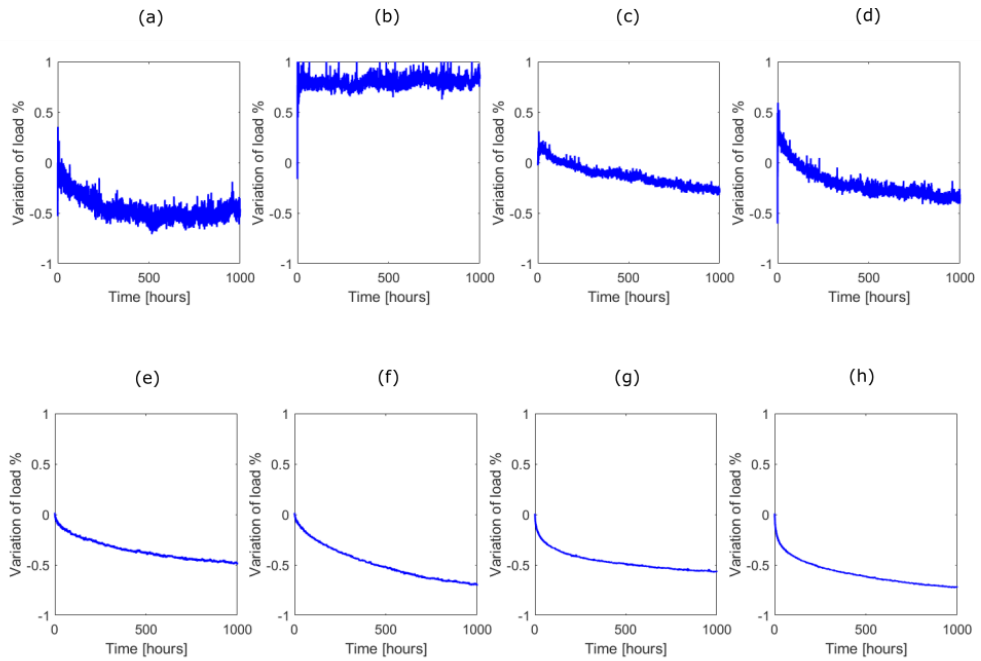 (a) (b) (c) (d)
Variation of load % Variation of load % Variation of load % Variation of load %
1 1 1 1
0.5 0.5 0.5 0.5
0 0 0 0
-0.5 -0.5 -0.5 -0.5
-1 -1 -1 -1
0 500 1000 0 500 1000 0 500 1000 0 500 1000
Time [hours] Time [hours] Time [hours] Time [hours]
(e) (f) (g) (h)
Variation of load % Variation of load % Variation of load % Variation of load %
1 1 1 1
0.5 0.5 0.5 0.5
0 0 0 0
-0.5 -0.5 -0.5 -0.5
-1 -1 -1 -1
0 500 1000 0 500 1000 0 500 1000 0 500 1000
Time [hours] Time [hours] Time [hours] Time [hours]